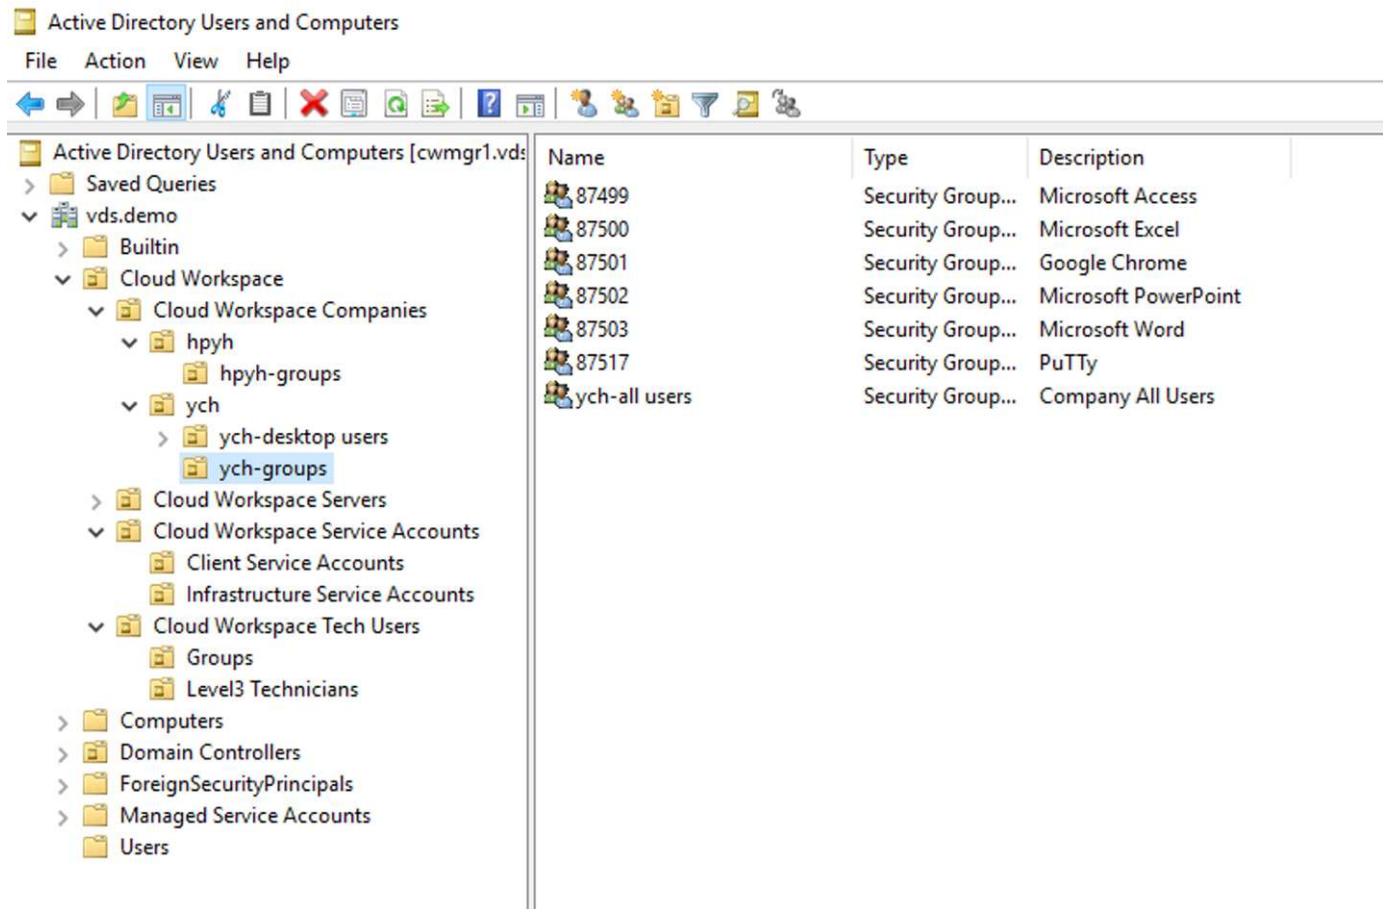 Active Directory Users and Computers
File Action View Help
Active Directory Users and Computers [cwmgr1.vds
Saved Queries
vds.demo
Builtin
Cloud Workspace
Cloud Workspace Companies
hpyh
hpyh-groups
ych
ych-desktop users
ych-groups
Cloud Workspace Servers
Cloud Workspace Service Accounts
Client Service Accounts
Infrastructure Service Accounts
Cloud Workspace Tech Users
Groups
Level3 Technicians
Computers
Domain Controllers
ForeignSecurityPrincipals
Managed Service Accounts
Users
Name Type Description
87499 Security Group... Microsoft Access
87500 Security Group... Microsoft Excel
87501 Security Group... Google Chrome
87502 Security Group... Microsoft PowerPoint
87503 Security Group... Microsoft Word
87517 Security Group... PuTTy
ych-all users Security Group... Company All Users